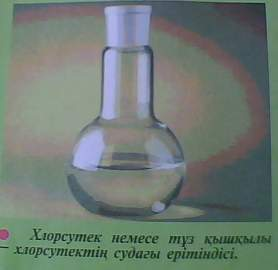 Хлорсутек немесе тұз қышқылы
– хлорсутектің судағы ерітіндісі.